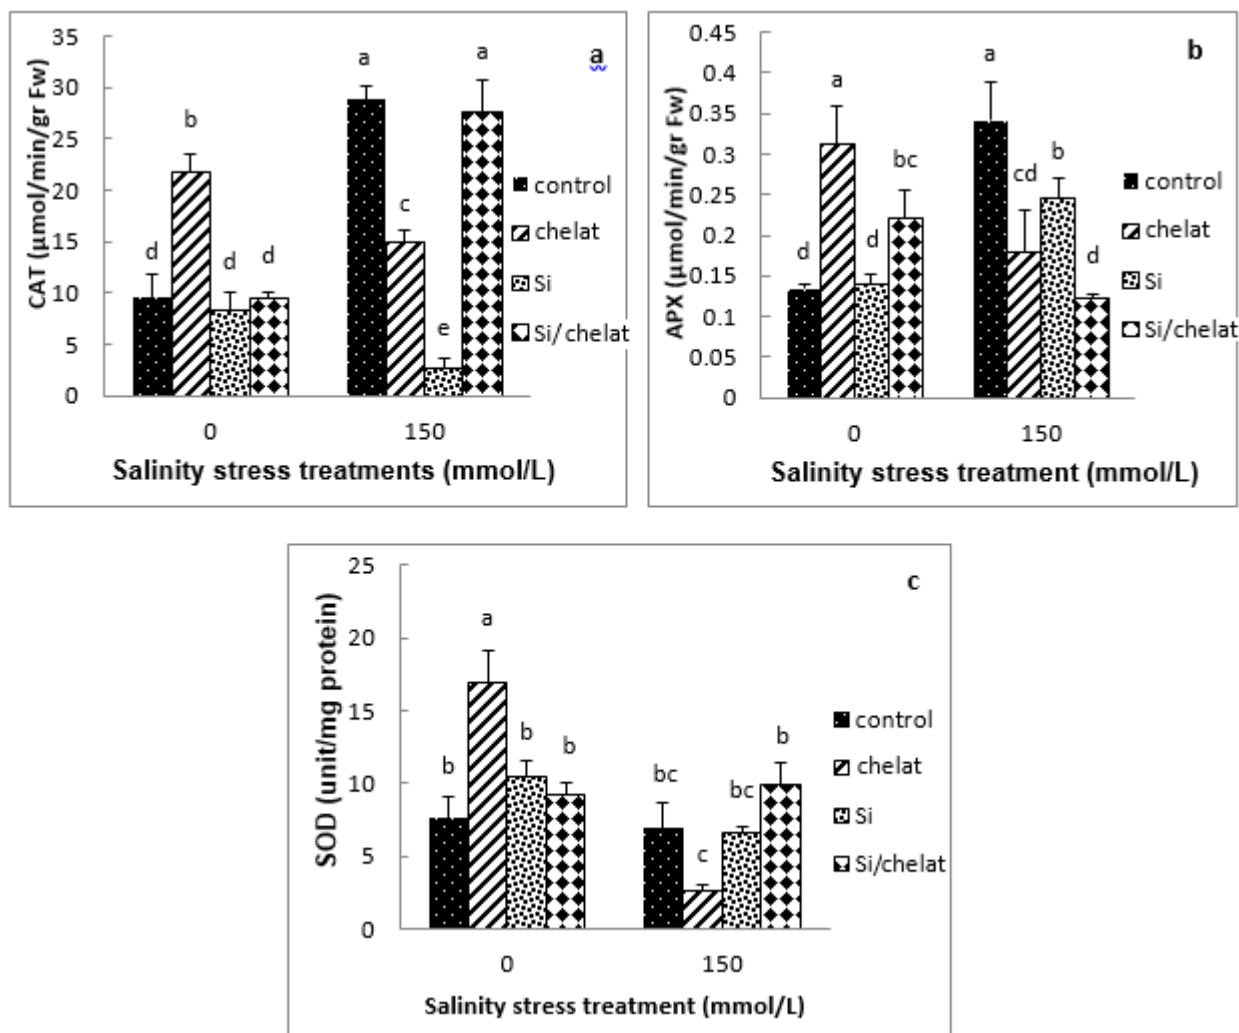 a
CAT (µmol/min/gr Fw)
35
30
25
20
15
10
5
0
d
b
d
d
a
c
e
a
control
chelat
Si
Si/chelat
0
150
Salinity stress treatments (mmol/L)
b
APX (µmol/min/gr Fw)
0.45
0.4
0.35
0.3
0.25
0.2
0.15
0.1
0.05
0
d
a
d
bc
a
cd
b
d
control
chelat
Si
Si/chelat
0
150
Salinity stress treatment (mmol/L)
c
SOD (unit/mg protein)
25
20
15
10
5
0
b
a
b
b
bc
c
bc
b
control
chelat
Si
Si/chelat
0
150
Salinity stress treatment (mmol/L)